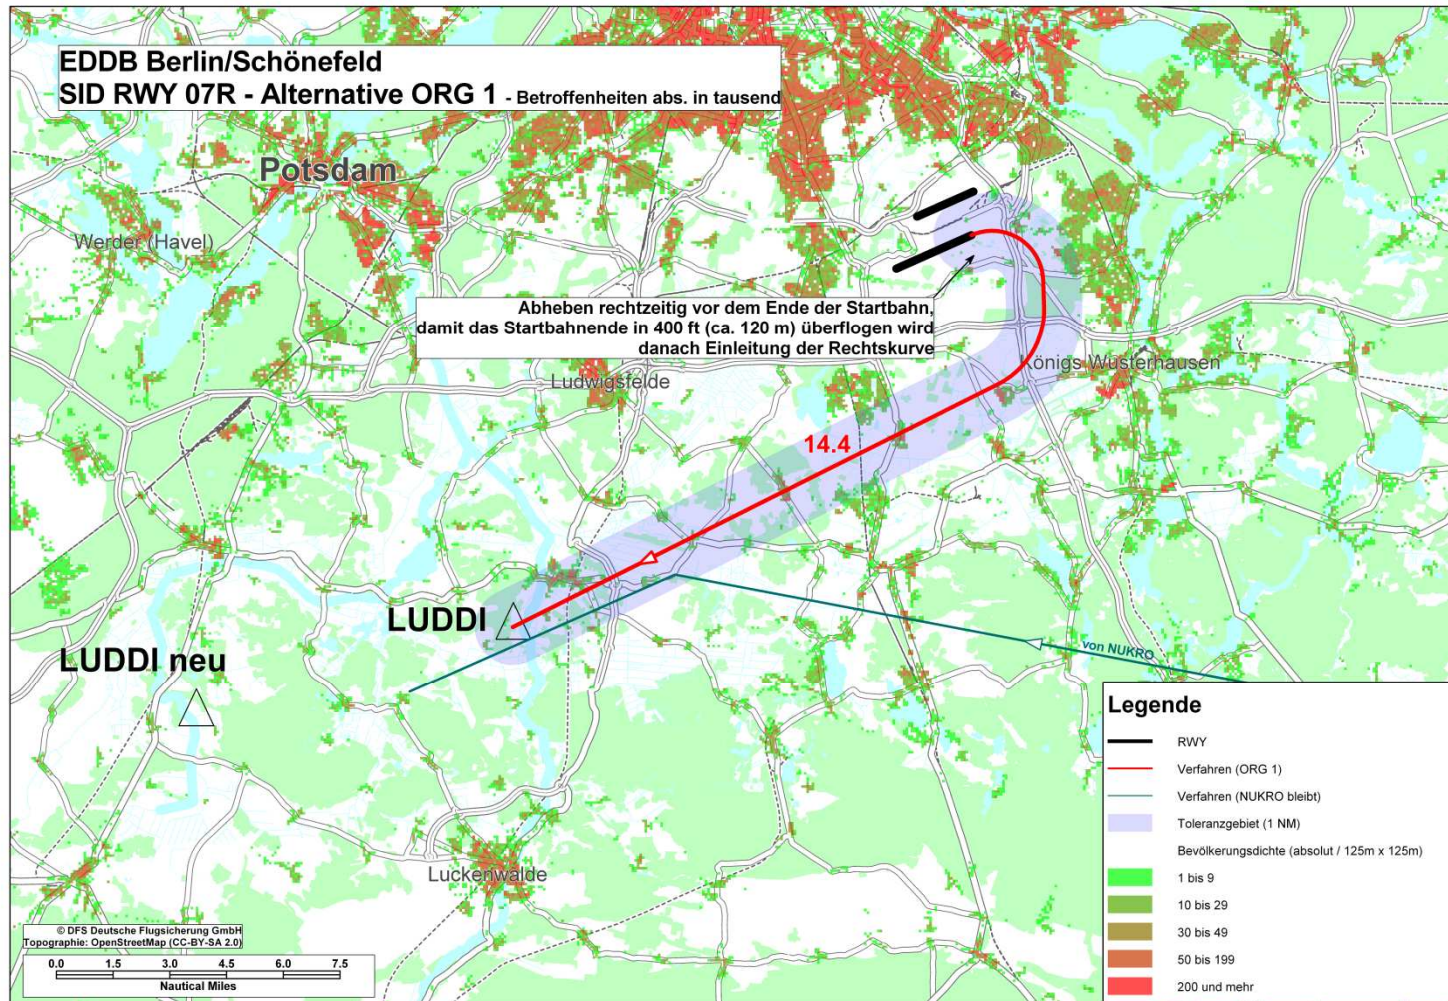 EDDB Berlin/Schönefeld
SID RWY 07R - Alternative ORG 1 - Betroffenheiten abs. in tausend
Potsdam
Werder (Havel)
Abheben rechtzeitig vor dem Ende der Startbahn,
damit das Startbahnende in 400 ft (ca. 120 m) überflogen wird
danach Einleitung der Rechtskurve
Königs Wusterhausen
Ludwigsfelde
14.4
LUDDI
LUDDI neu
von NUKRO
Luckenwalde
Legende
RWY
Verfahren (ORG 1)
Verfahren (NUKRO bleibt)
Toleranzgebiet (1 NM)
Bevölkerungsdichte (absolut / 125m x 125m)
1 bis 9
10 bis 29
30 bis 49
50 bis 199
200 und mehr
© DFS Deutsche Flugsicherung GmbH
Topographie: OpenStreetMap (CC-BY-SA 2.0)
0.0 1.5 3.0 4.5 6.0 7.5
Nautical Miles